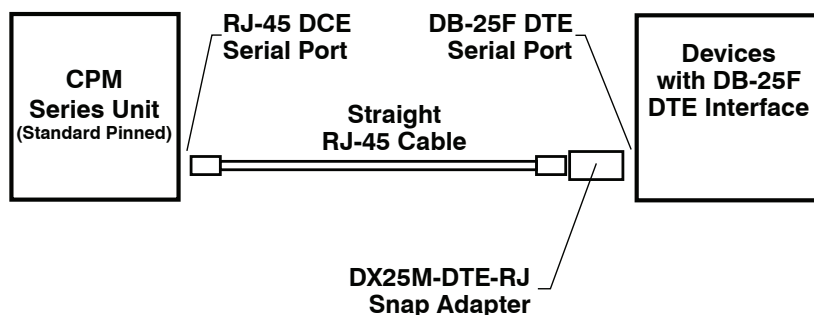 RJ-45 DCE
Serial Port
DB-25F DTE
Serial Port
CPM
Series Unit
(Standard Pinned)
Devices
with DB-25F
DTE Interface
Straight
RJ-45 Cable
DX25M-DTE-RJ
Snap Adapter